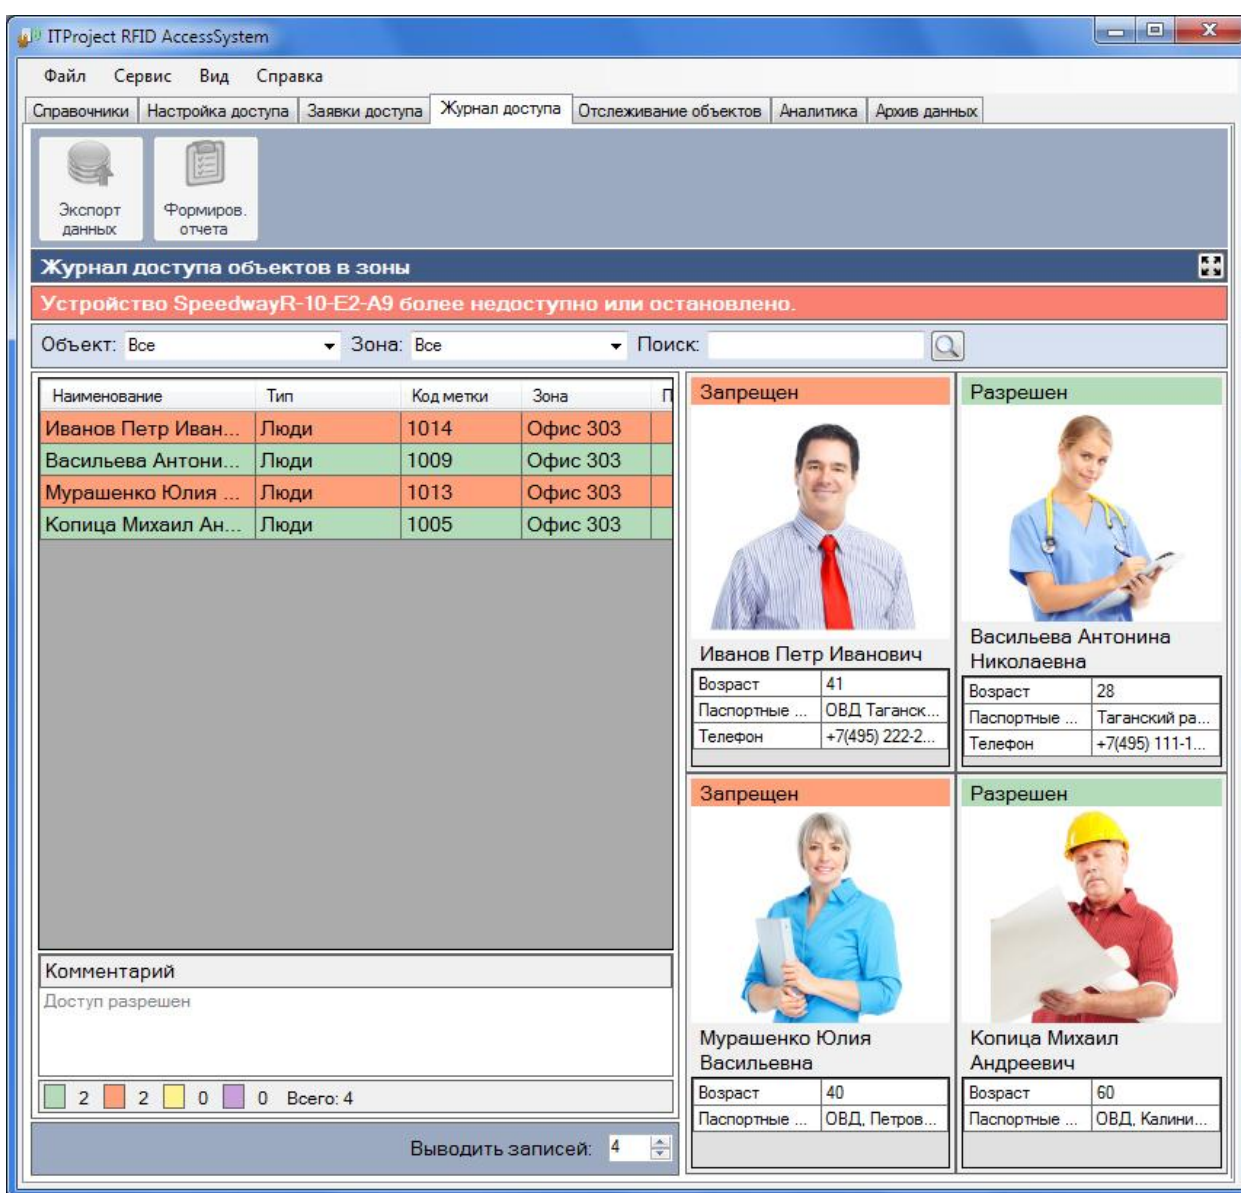 ITProject RFID AccessSystem
Файл Сервис Вид Справка
Справочники Настройка доступа Заявки доступа Журнал доступа Отслеживание объектов Аналитика Архив данных
Экспорт
данных
Формиров.
отчета
Журнал доступа объектов в зоны
Устройство SpeedwayR-10-E2-A9 более недоступно или остановлено.
Объект: Все Зона: Все Поиск:
Наименование Тип Код метки Зона П
Иванов Петр Иван... Люди 1014 Офис 303
Васильева Антони... Люди 1009 Офис 303
Мурашенко Юлия ... Люди 1013 Офис 303
Копица Михаил Ан... Люди 1005 Офис 303
Комментарий
Доступ разрешен
2 2 0 0 Всего: 4
Выводить записей: 4
Запрещен
Иванов Петр Иванович
Возраст 41
Паспортные ... ОВД Таганск...
Телефон +7(495) 222-2...
Разрешен
Васильева Антонина
Николаевна
Возраст 28
Паспортные ... Таганский ра...
Телефон +7(495) 111-1...
Запрещен
Мурашенко Юлия
Васильевна
Возраст 40
Паспортные ... ОВД, Петров...
Разрешен
Копица Михаил
Андреевич
Возраст 60
Паспортные ... ОВД, Калини...